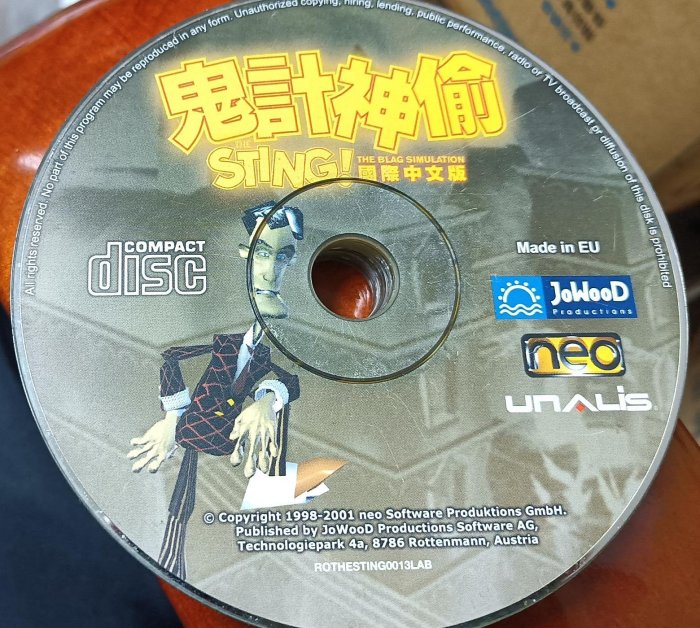 All rights reserved. No part of this program may be reproduced in any form. Unauthorized copying, hiring, lending, public performance, radio or TV broadcast or diffusion of this disk is prohibited
鬼計神偷
THE
STING!
THE BLAG SIMULATION
國際中文版
COMPACT
disc
Made in EU
JoWooD
Productions
neo
UNALIS
© Copyright 1998-2001 neo Software Produktions GmbH.
Published by JoWooD Productions Software AG,
Technologiepark 4a, 8786 Rottenmann, Austria
ROTHESTING0013LAB